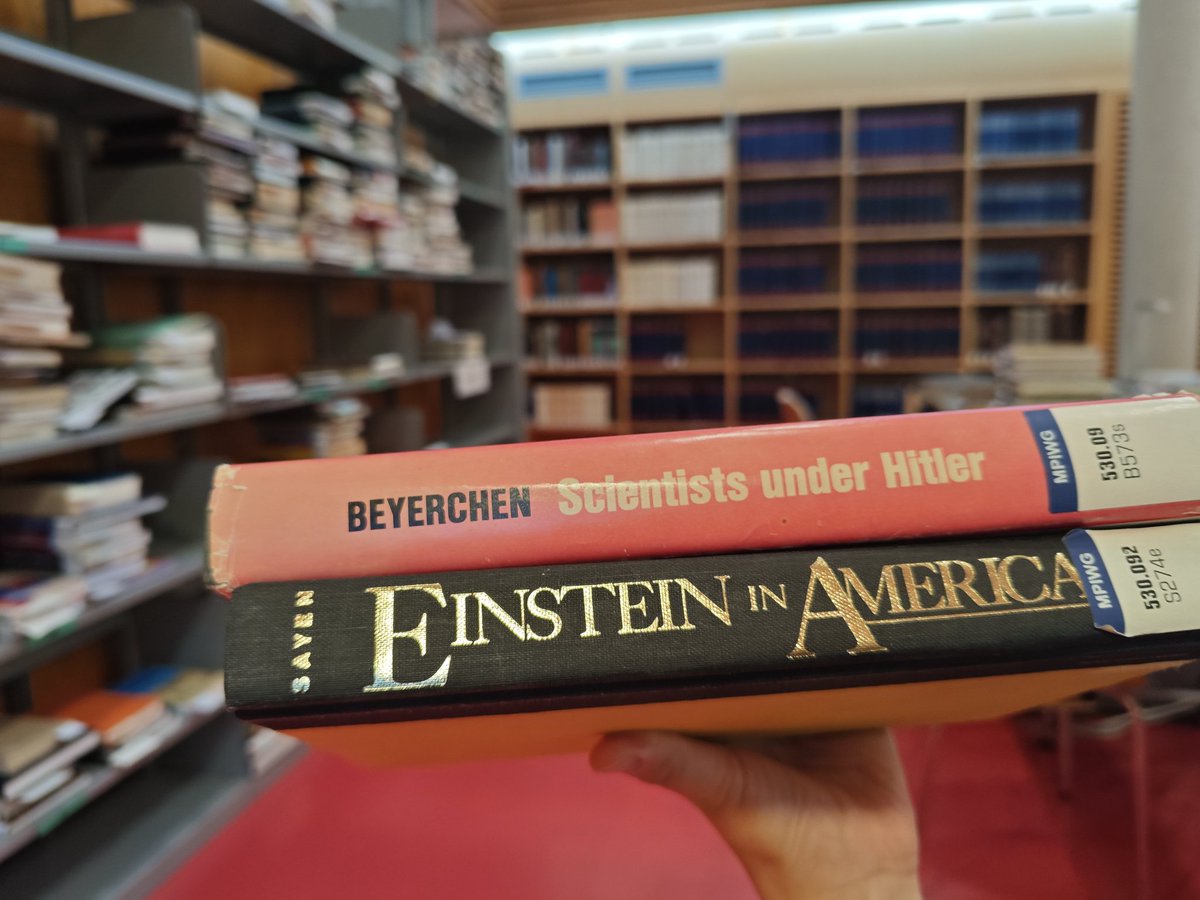 BEYERCHEN Scientists under Hitler
MPIWG
530.09
B573s
SAYEN
EINSTEIN IN AMERICA
MPIWG
530.092
S274e